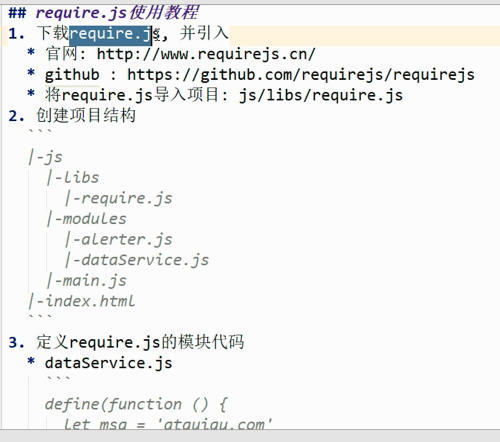 ## require.js使用教程
1. 下载require.js, 并引入
* 官网: http://www.requirejs.cn/
* github : https://github.com/requirejs/requirejs
* 将require.js导入项目: js/libs/require.js
2. 创建项目结构
```
|-js
|-libs
|-require.js
|-modules
|-alerter.js
|-dataService.js
|-main.js
|-index.html
```
3. 定义require.js的模块代码
* dataService.js
```
define(function () {
let msg = 'atguigu.com'